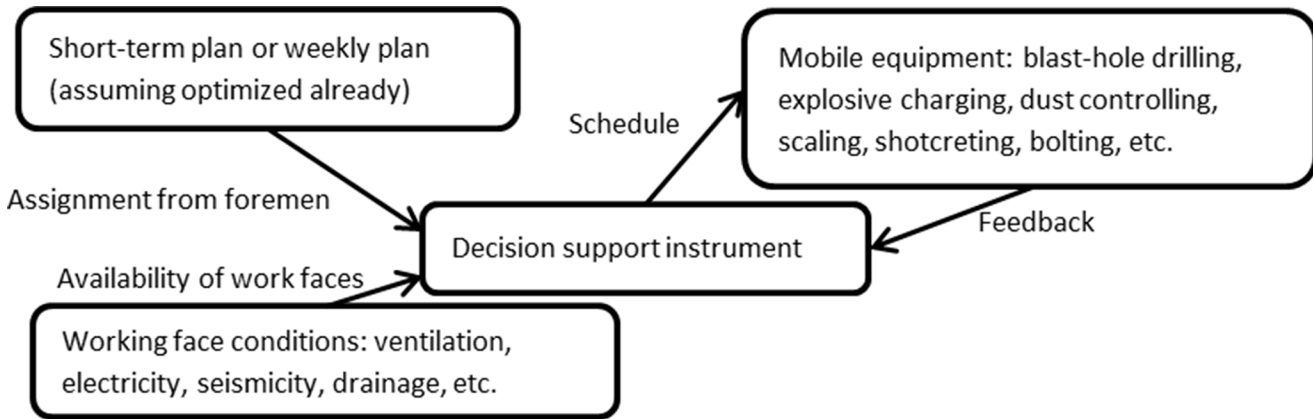 Short-term plan or weekly plan
(assuming optimized already)
Mobile equipment: blast-hole drilling,
explosive charging, dust controlling,
scaling, shotcreting, bolting, etc.
Schedule
Assignment from foremen
Feedback
Decision support instrument
Availability of work faces
Working face conditions: ventilation,
electricity, seismicity, drainage, etc.